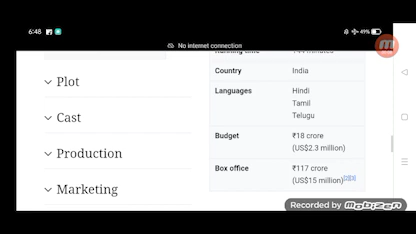 6:48
49%
No internet connection
Country India
Languages Hindi
Tamil
Telugu
Plot
Cast
Production
Marketing
Budget ₹18 crore
(US$2.3 million)
Box office ₹117 crore
(US$15 million)
Recorded by MOBIZEN